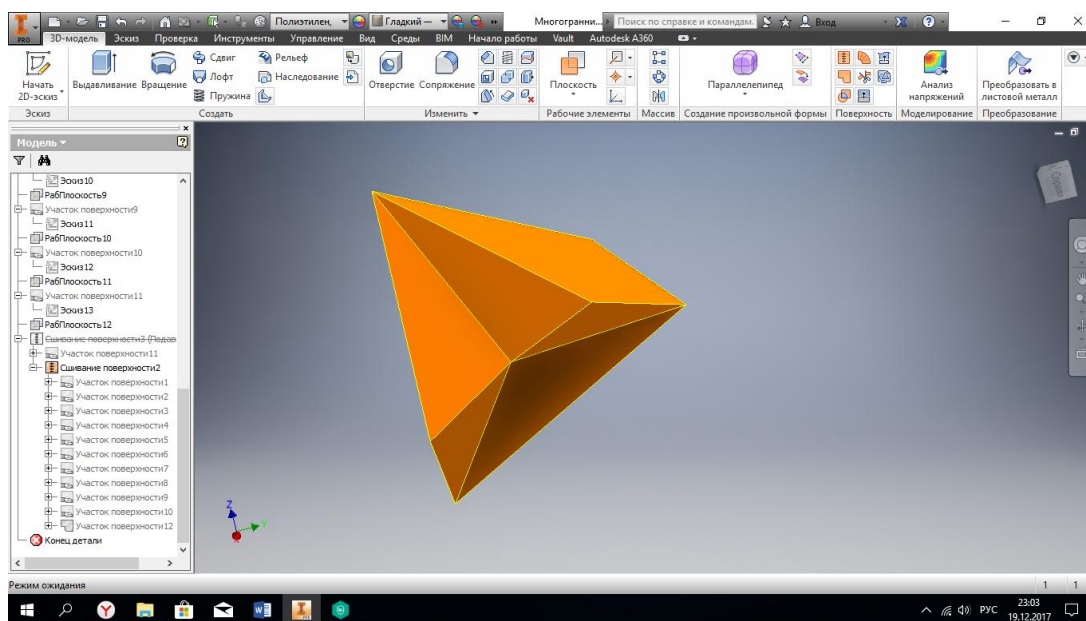 Полиэтилен,
Гладкий —
Многогранни...
Поиск по справке и командам.
Вход
PRO
3D-модель
Эскиз
Проверка
Инструменты
Управление
Вид
Среды
BIM
Начало работы
Vault
Autodesk A360
Начать 2D-эскиз
Выдавливание
Вращение
Сдвиг
Лофт
Пружина
Рельеф
Наследование
Отверстие
Сопряжение
Плоскость
Параллелепипед
Анализ напряжений
Преобразовать в листовой металл
Эскиз
Создать
Изменить
Рабочие элементы
Массив
Создание произвольной формы
Поверхность
Моделирование
Преобразование
Модель
Эскиз10
РабПлоскость9
Участок поверхности9
Эскиз11
РабПлоскость10
Участок поверхности10
Эскиз12
РабПлоскость11
Участок поверхности11
Эскиз13
РабПлоскость12
Сшивание поверхности3 (Подав
Участок поверхности11
Сшивание поверхности2
Участок поверхности1
Участок поверхности2
Участок поверхности3
Участок поверхности4
Участок поверхности5
Участок поверхности6
Участок поверхности7
Участок поверхности8
Участок поверхности9
Участок поверхности10
Участок поверхности12
Конец детали
Справа
Z
Y
Режим ожидания
1 1
РУС
23:03
19.12.2017